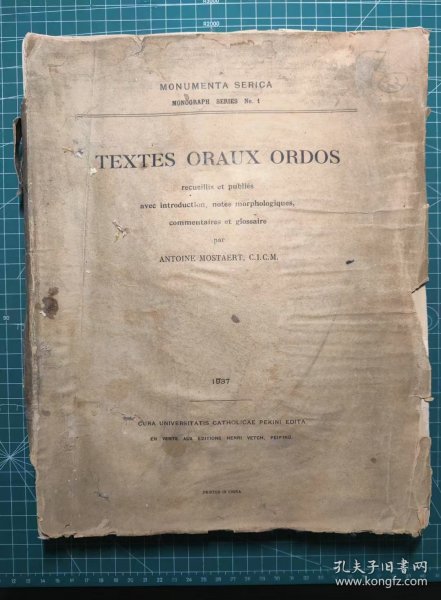 MONUMENTA SERICA
MONOGRAPH SERIES No. 1
TEXTES ORAUX ORDOS
recueillis et publiés
avec introduction, notes morphologiques,
commentaires et glossaire
par
ANTOINE MOSTAERT, C.I.C.M.
1937
CURA UNIVERSITATIS CATHOLICAE PEKINI EDITA
EN VENTE AUX EDITIONS HENRI VETCH, PEIPING
PRINTED IN CHINA
孔夫子旧书网
www.kongfz.com